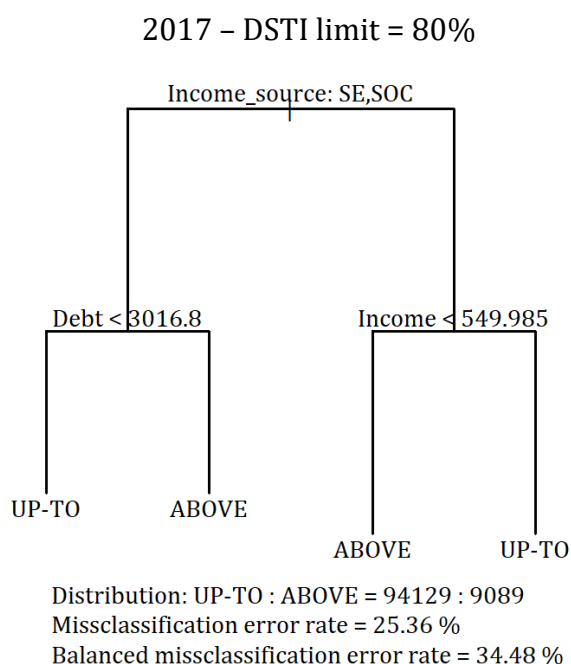 2017 – DSTI limit = 80%
Income_source: SE,SOC
Debt < 3016.8
Income < 549.985
UP-TO
ABOVE
ABOVE
UP-TO
Distribution: UP-TO : ABOVE = 94129 : 9089
Missclassification error rate = 25.36 %
Balanced missclassification error rate = 34.48 %